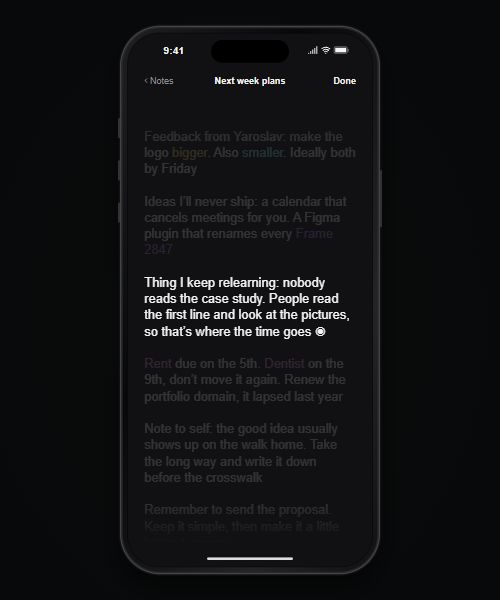 9:41
‹ Notes
Next week plans
Done
Feedback from Yaroslav: make the
logo bigger. Also smaller. Ideally both
by Friday
Ideas I'll never ship: a calendar that
cancels meetings for you. A Figma
plugin that renames every Frame
2847
Thing I keep relearning: nobody
reads the case study. People read
the first line and look at the pictures,
so that's where the time goes
Rent due on the 5th. Dentist on the
9th, don't move it again. Renew the
portfolio domain, it lapsed last year
Note to self: the good idea usually
shows up on the walk home. Take
the long way and write it down
before the crosswalk
Remember to send the proposal.
Keep it simple, then make it a little